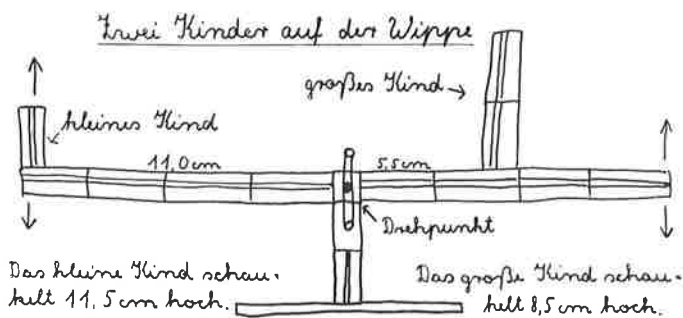 Zwei Kinder auf der Wippe
großes Kind
kleines Kind
11,0 cm
5,5 cm
Drehpunkt
Das kleine Kind schau-
kelt 11,5 cm hoch.
Das große Kind schau-
kelt 8,5 cm hoch.